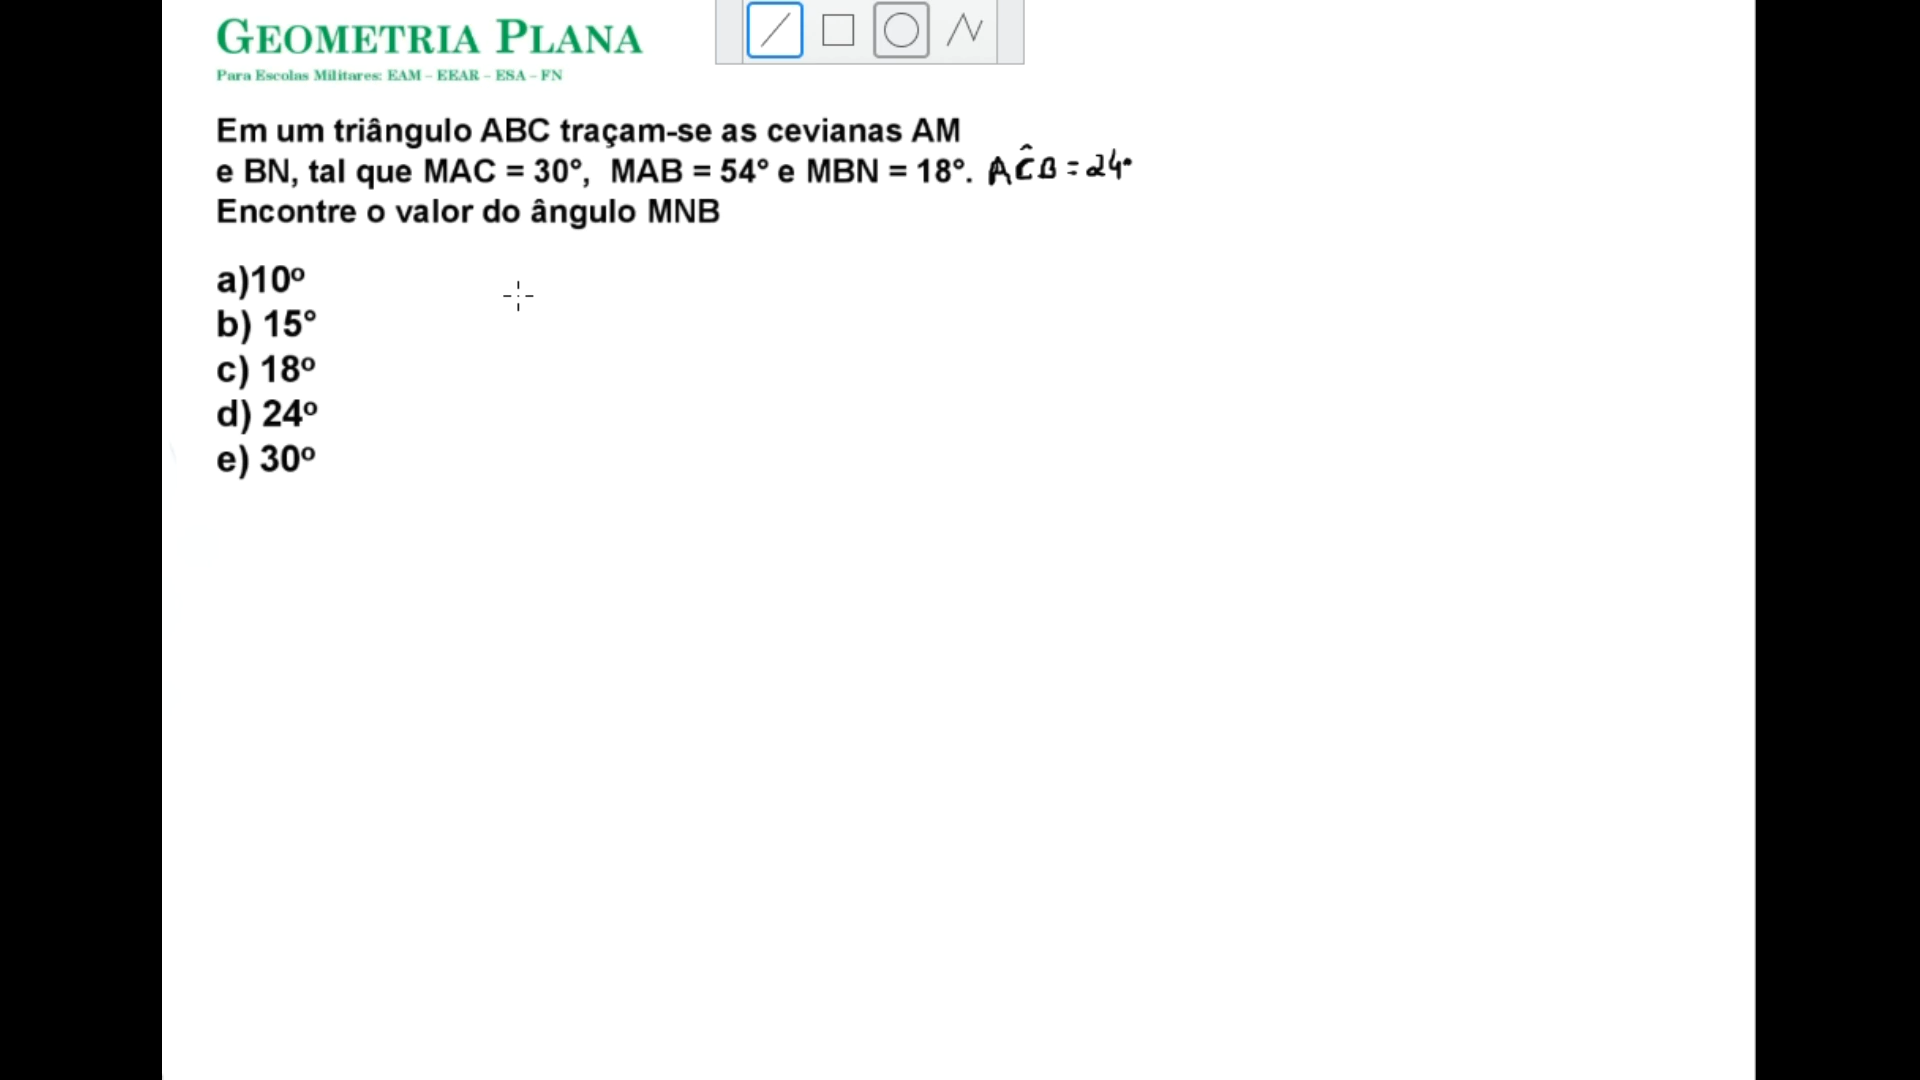 GEOMETRIA PLANA
Para Escolas Militares: EAM – EEAR – ESA – FN
Em um triângulo ABC traçam-se as cevianas AM
e BN, tal que MAC = 30°, MAB = 54° e MBN = 18°. AĈB = 24°
Encontre o valor do ângulo MNB
a)10º
b) 15°
c) 18º
d) 24º
e) 30º